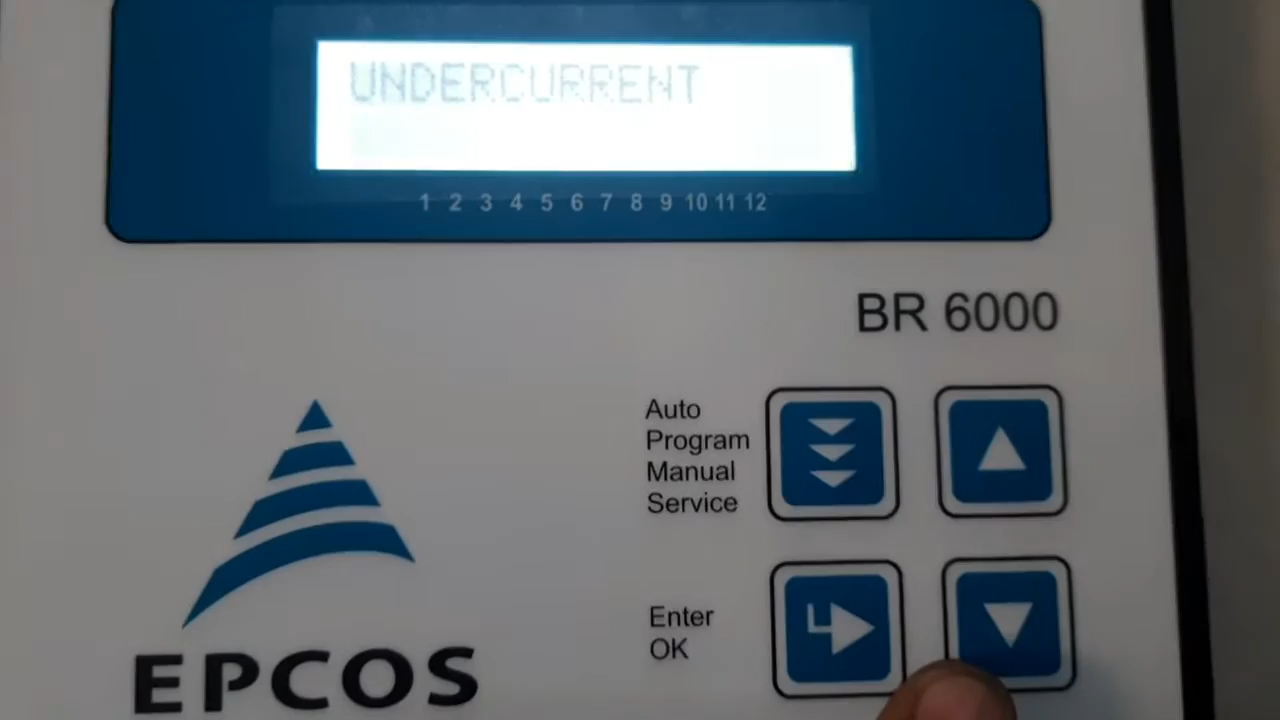 UNDERCURRENT
1 2 3 4 5 6 7 8 9 10 11 12
BR 6000
Auto
Program
Manual
Service
Enter
OK
EPCOS